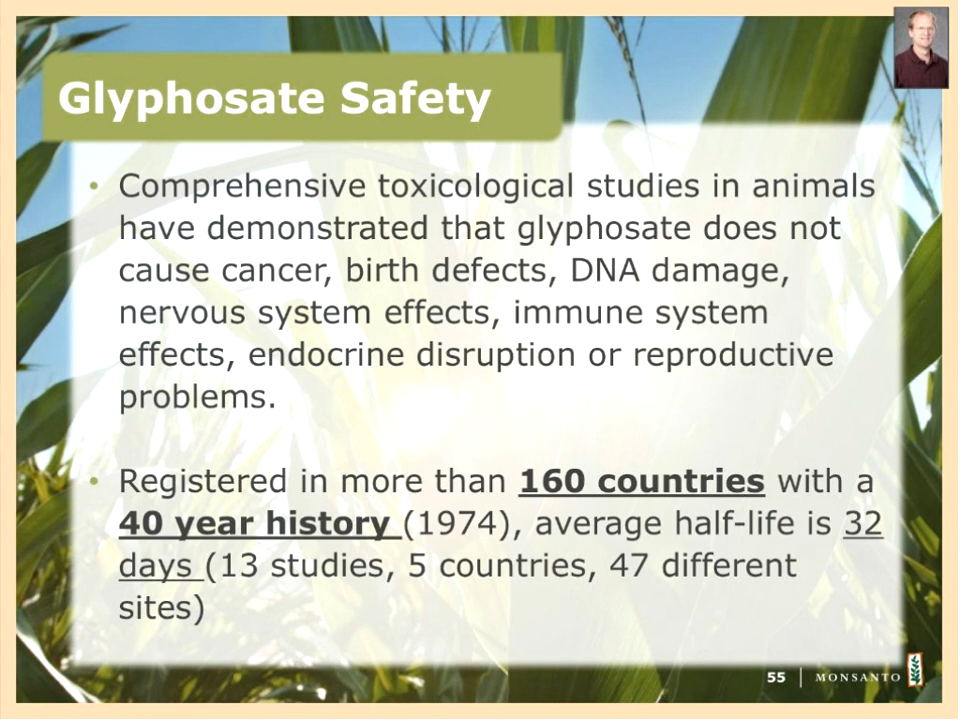 Glyphosate Safety
• Comprehensive toxicological studies in animals
have demonstrated that glyphosate does not
cause cancer, birth defects, DNA damage,
nervous system effects, immune system
effects, endocrine disruption or reproductive
problems.
• Registered in more than 160 countries with a
40 year history (1974), average half-life is 32
days (13 studies, 5 countries, 47 different
sites)
55 | MONSANTO